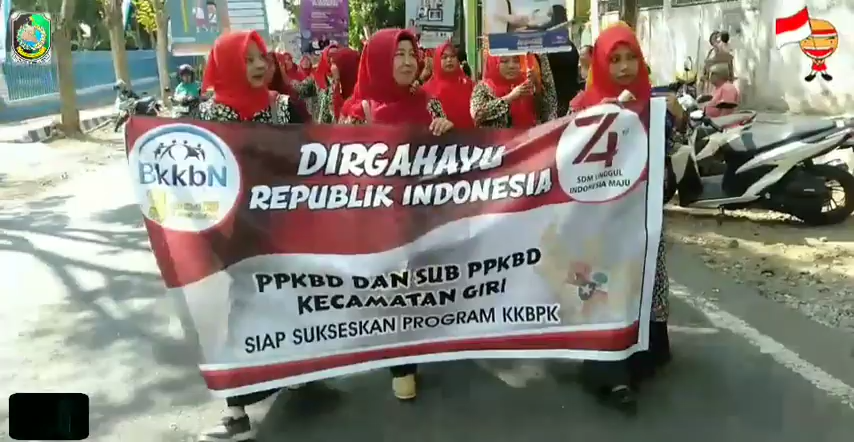 BkkbN
DIRGAHAYU
REPUBLIK INDONESIA
74
SDM UNGGUL
INDONESIA MAJU
PPKBD DAN SUB PPKBD
KECAMATAN GIRI
SIAP SUKSESKAN PROGRAM KKBPK